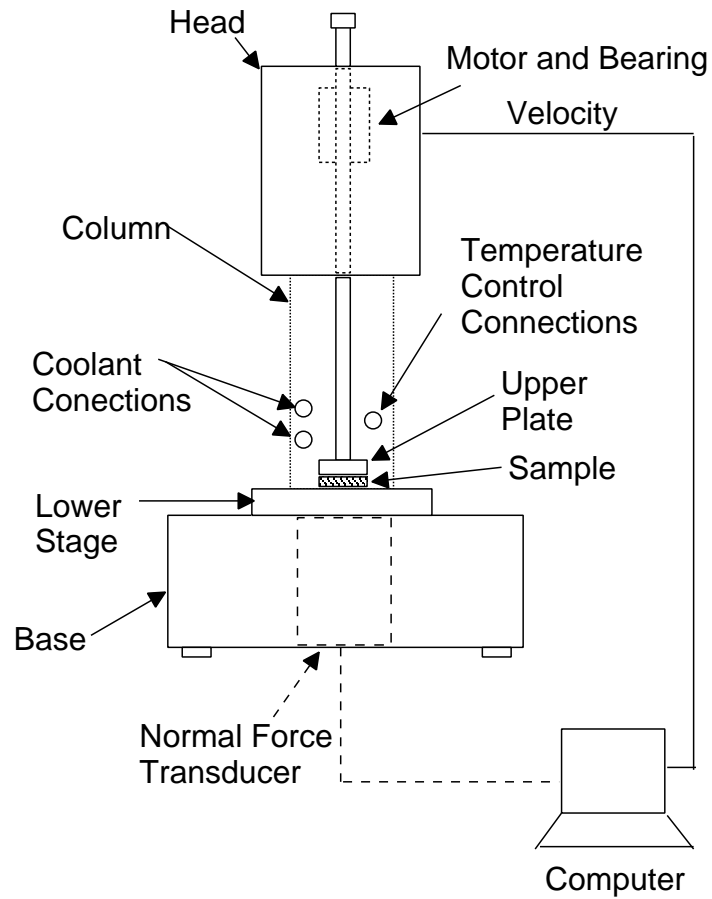 Head
Motor and Bearing
Velocity
Column
Temperature
Control
Connections
Coolant
Conections
Upper
Plate
Sample
Lower
Stage
Base
Normal Force
Transducer
Computer